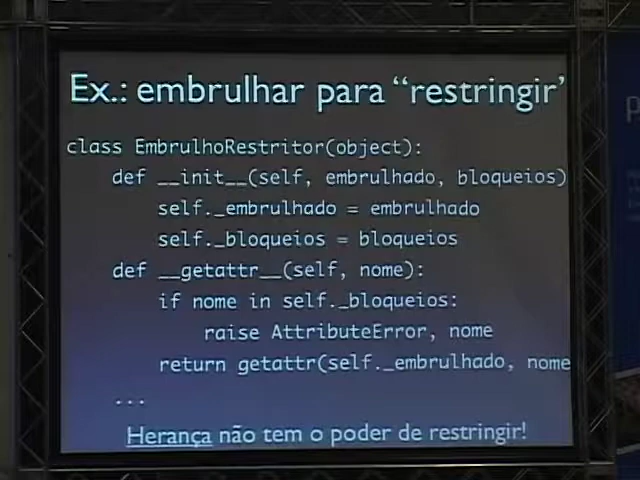 Ex.: embrulhar para “restringir’
class EmbrulhoRestritor(object):
def __init__(self, embrulhado, bloqueios)
self._embrulhado = embrulhado
self._bloqueios = bloqueios
def __getattr__(self, nome):
if nome in self._bloqueios:
raise AttributeError, nome
return getattr(self._embrulhado, nome
...
Herança não tem o poder de restringir!